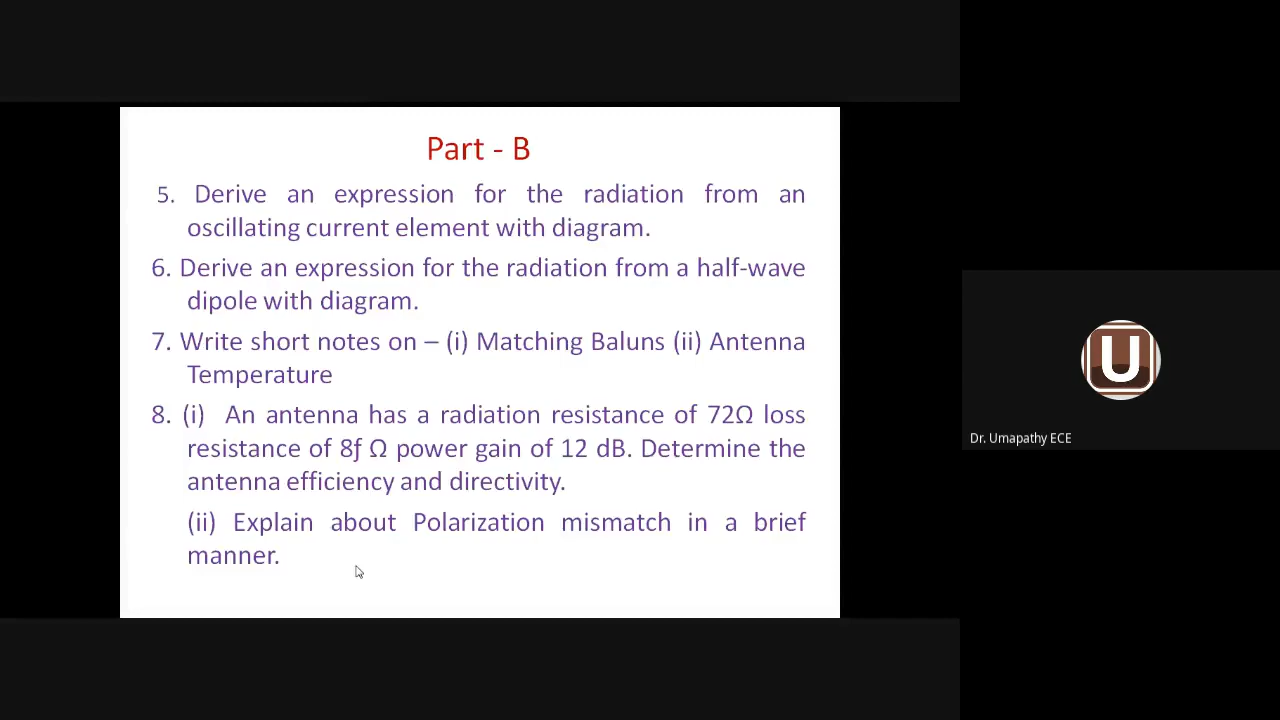 Part - B
5. Derive an expression for the radiation from an
oscillating current element with diagram.
6. Derive an expression for the radiation from a half-wave
dipole with diagram.
7. Write short notes on – (i) Matching Baluns (ii) Antenna
Temperature
8. (i) An antenna has a radiation resistance of 72Ω loss
resistance of 8ƒ Ω power gain of 12 dB. Determine the
antenna efficiency and directivity.
(ii) Explain about Polarization mismatch in a brief
manner.
U
Dr. Umapathy ECE